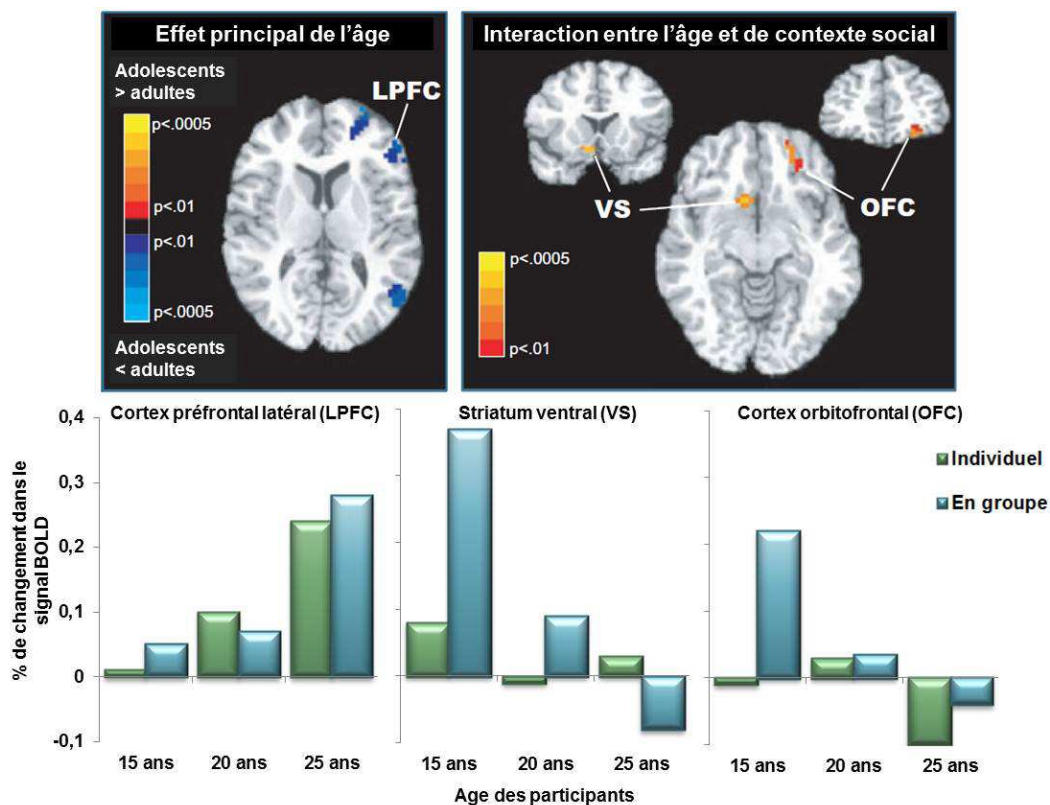 Effet principal de l'âge
Adolescents
> adultes
LPFC
p<.0005
p<.01
p<.01
p<.0005
Adolescents
< adultes
Interaction entre l'âge et de contexte social
VS
OFC
p<.0005
p<.01
Cortex préfrontal latéral (LPFC)
Striatum ventral (VS)
Cortex orbitofrontal (OFC)
% de changement dans le
signal BOLD
0,4
0,3
0,2
0,1
0
-0,1
Individuel
En groupe
15 ans 20 ans 25 ans
15 ans 20 ans 25 ans
15 ans 20 ans 25 ans
Age des participants